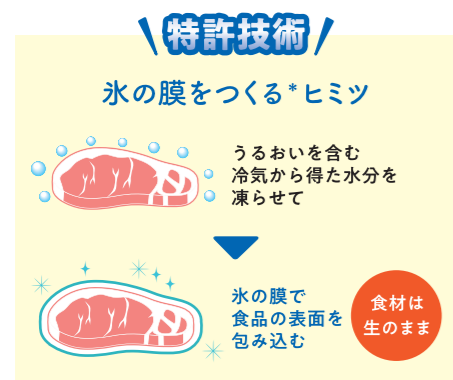 特許技術
氷の膜をつくる*ヒミツ
うるおいを含む
冷気から得た水分を
凍らせて
氷の膜で
食品の表面を
包み込む
食材は
生のまま